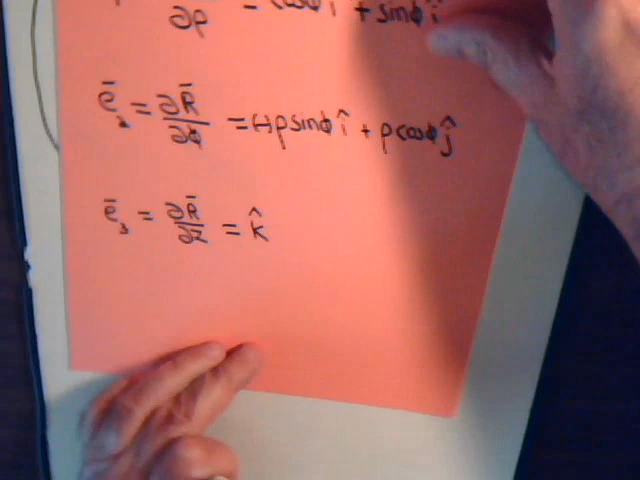 ∂ρ = cosϕ i + sinϕ ĵ
ē₂ = ∂R̄/∂ϕ = (-)ρ sinϕ î + ρ cosϕ ĵ
ē₃ = ∂R̄/∂z = k̂